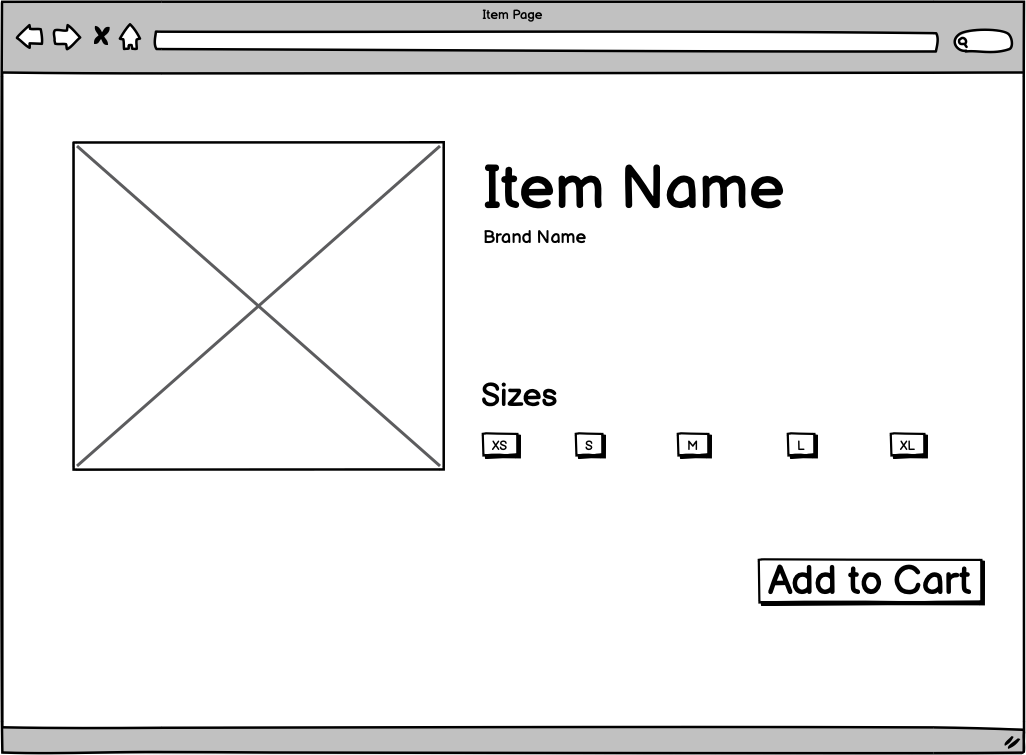 Item Page
Item Name
Brand Name
Sizes
XS S M L XL
Add to Cart